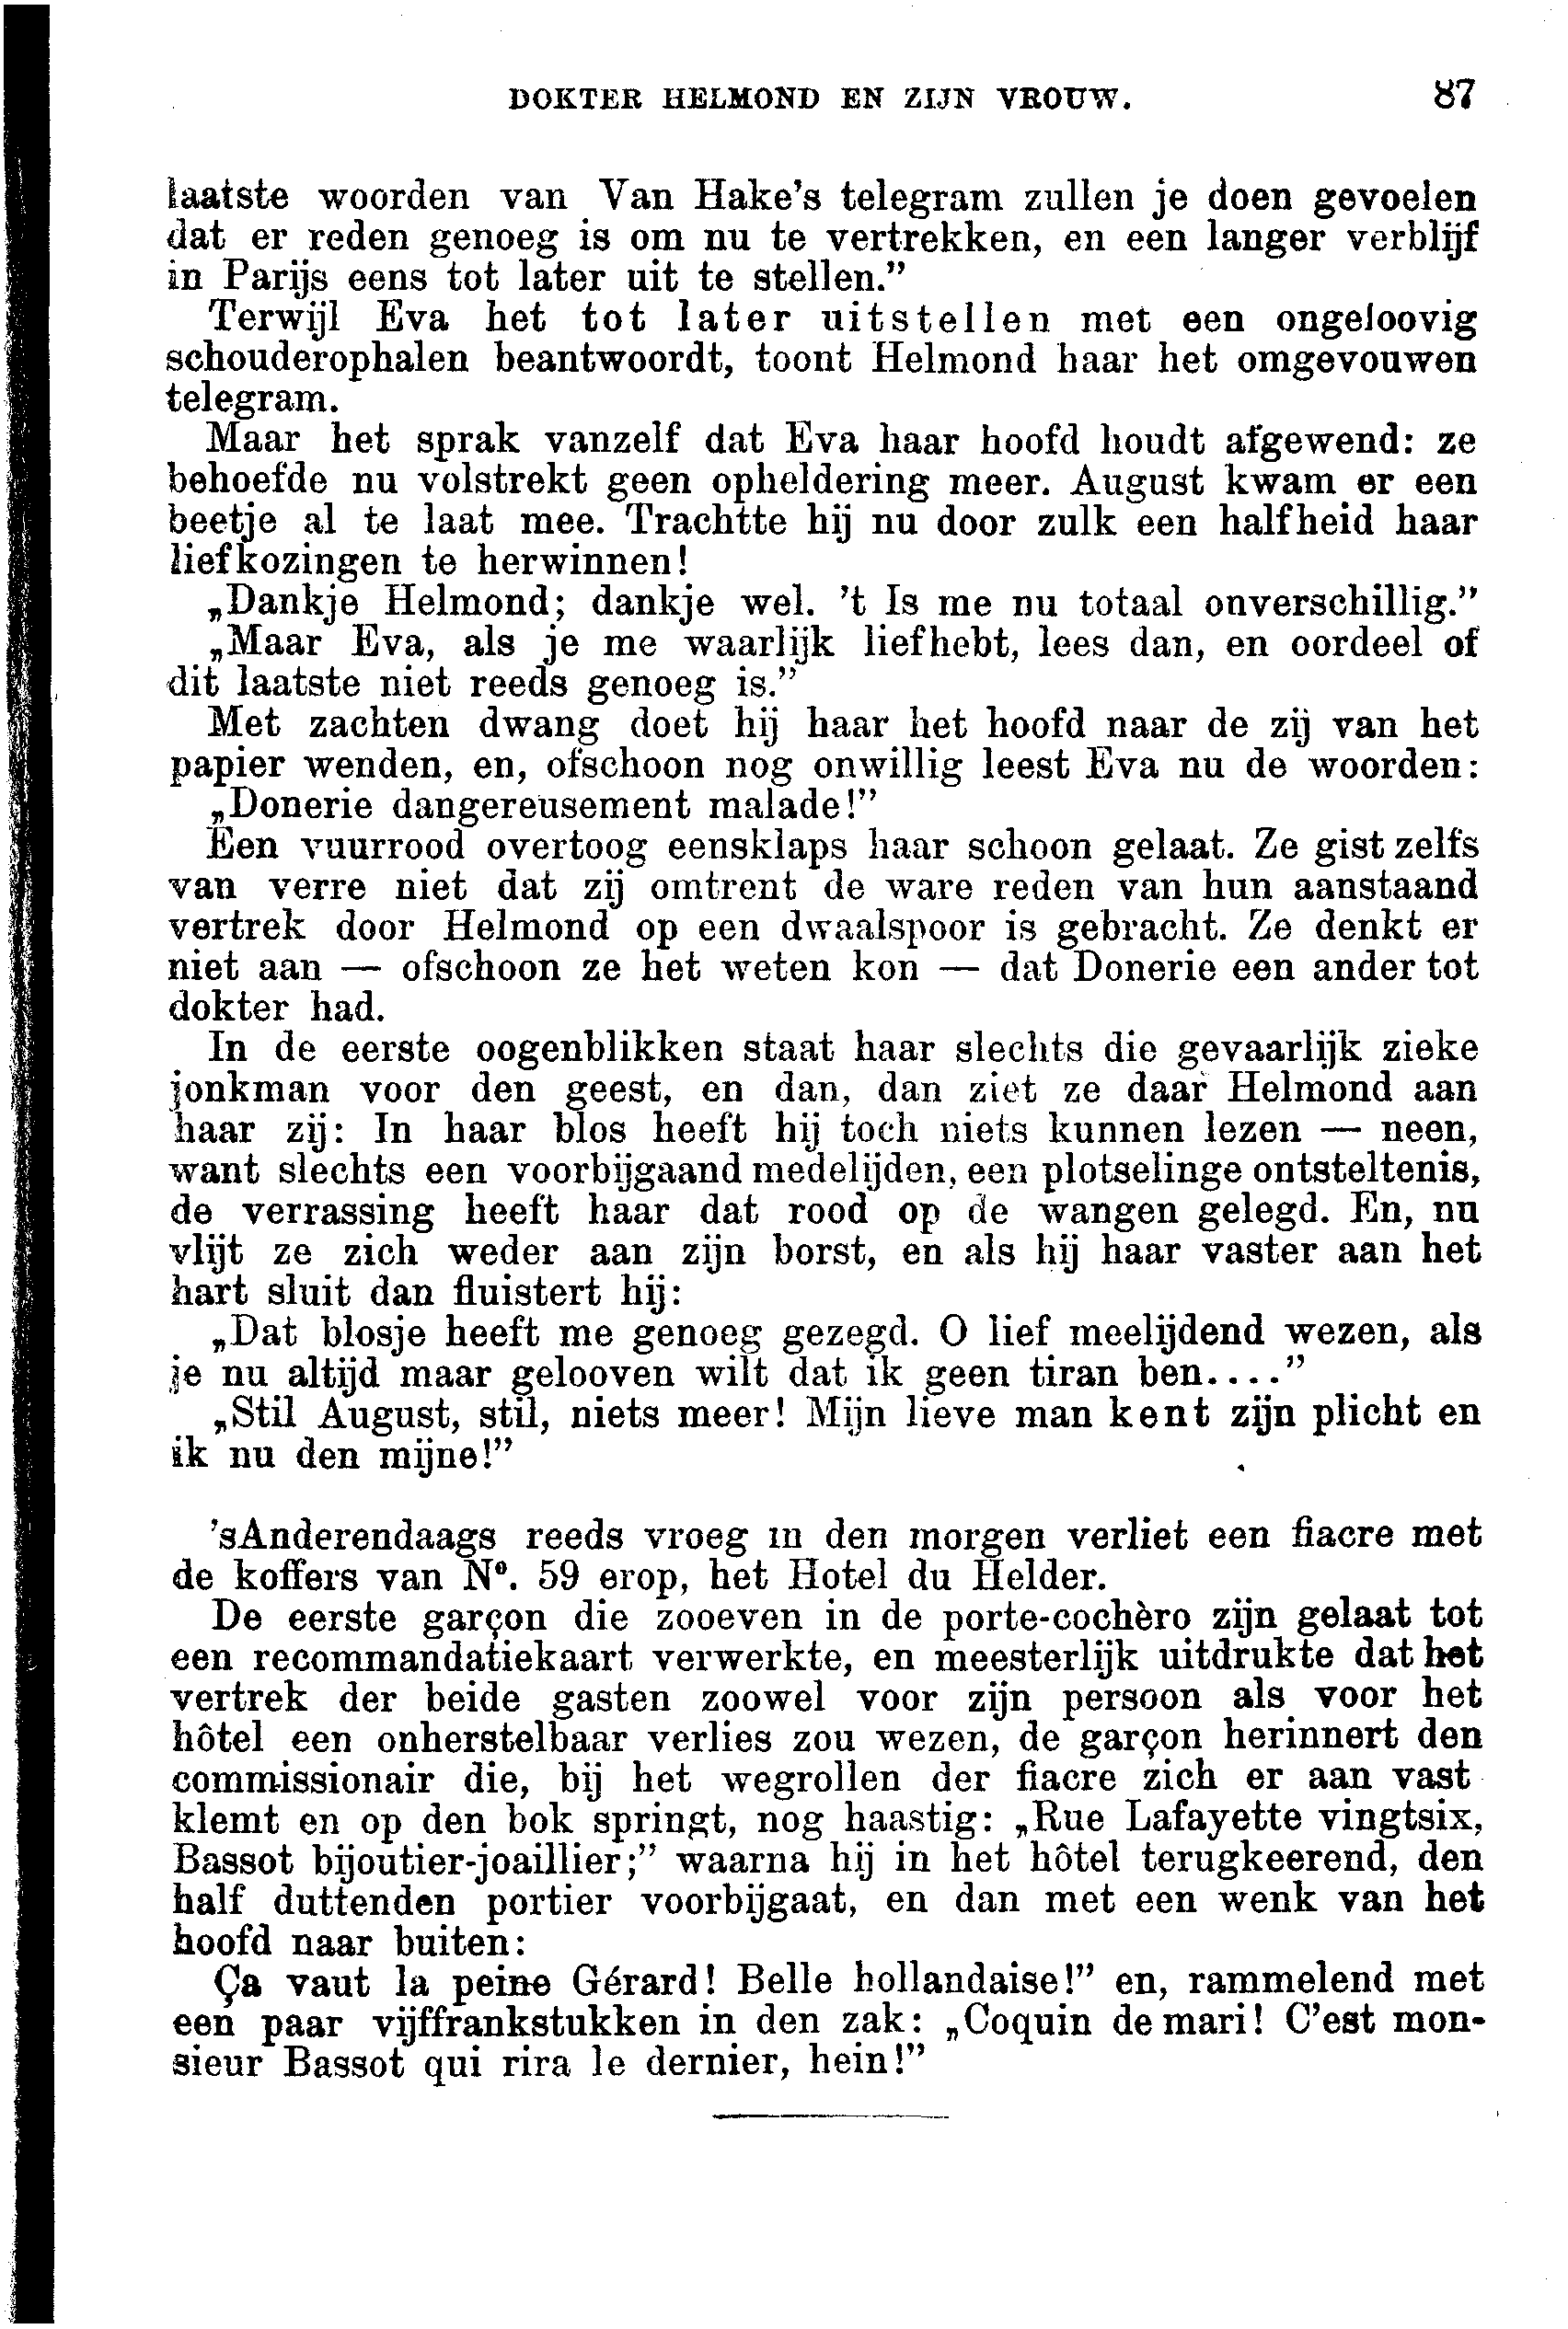 DOKTER HELMOND EN ZIJN VROUW. 87
laatste woorden van Van Hake's telegram zullen je doen gevoelen
dat er reden genoeg is om nu te vertrekken, en een langer verblijf
in Parijs eens tot later uit te stellen.”
Terwijl Eva het tot later uitstellen met een ongeloovig
schouderophalen beantwoordt, toont Helmond haar het omgevouwen
telegram.
Maar het sprak vanzelf dat Eva haar hoofd houdt afgewend: ze
behoefde nu volstrekt geen opheldering meer. August kwam er een
beetje al te laat mee. Trachtte hij nu door zulk een halfheid haar
liefkozingen te herwinnen!
„Dankje Helmond; dankje wel. 't Is me nu totaal onverschillig.”
„Maar Eva, als je me waarlijk liefhebt, lees dan, en oordeel of
dit laatste niet reeds genoeg is.”
Met zachten dwang doet hij haar het hoofd naar de zij van het
papier wenden, en, ofschoon nog onwillig leest Eva nu de woorden:
„Donerie dangereusement malade!”
Een vuurrood overtoog eensklaps haar schoon gelaat. Ze gist zelfs
van verre niet dat zij omtrent de ware reden van hun aanstaand
vertrek door Helmond op een dwaalspoor is gebracht. Ze denkt er
niet aan — ofschoon ze het weten kon — dat Donerie een ander tot
dokter had.
In de eerste oogenblikken staat haar slechts die gevaarlijk zieke
jonkman voor den geest, en dan, dan ziet ze daar Helmond aan
haar zij: In haar blos heeft hij toch niets kunnen lezen — neen,
want slechts een voorbijgaand medelijden, een plotselinge ontsteltenis,
de verrassing heeft haar dat rood op de wangen gelegd. En, nu
vlijt ze zich weder aan zijn borst, en als hij haar vaster aan het
hart sluit dan fluistert hij:
„Dat blosje heeft me genoeg gezegd. O lief meelijdend wezen, als
je nu altijd maar gelooven wilt dat ik geen tiran ben....”
„Stil August, stil, niets meer! Mijn lieve man kent zijn plicht en
ik nu den mijne!”
'sAnderendaags reeds vroeg in den morgen verliet een fiacre met
de koffers van Nº. 59 erop, het Hotel du Helder.
De eerste garçon die zooeven in de porte-cochèro zijn gelaat tot
een recommandatiekaart verwerkte, en meesterlijk uitdrukte dat het
vertrek der beide gasten zoowel voor zijn persoon als voor het
hôtel een onherstelbaar verlies zou wezen, de garçon herinnert den
commissionair die, bij het wegrollen der fiacre zich er aan vast
klemt en op den bok springt, nog haastig: „Rue Lafayette vingtsix,
Bassot bijoutier-joaillier;” waarna hij in het hôtel terugkeerend, den
half duttenden portier voorbijgaat, en dan met een wenk van het
hoofd naar buiten:
Ça vaut la peine Gérard! Belle hollandaise!” en, rammelend met
een paar vijffrankstukken in den zak: „Coquin de mari! C'est mon-
sieur Bassot qui rira le dernier, hein!”